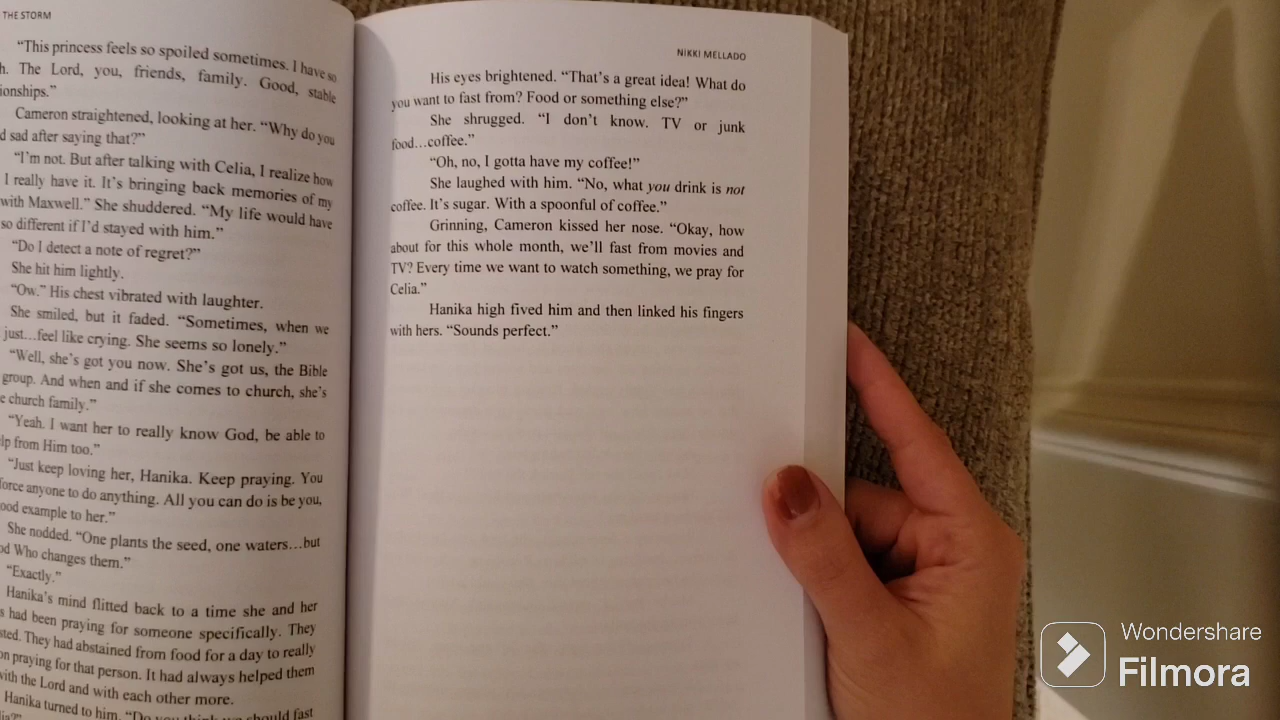 THE STORM
“This princess feels so spoiled sometimes. I have so
h. The Lord, you, friends, family. Good, stable
ionships.”
Cameron straightened, looking at her. “Why do you
d sad after saying that?”
“I’m not. But after talking with Celia, I realize how
I really have it. It’s bringing back memories of my
with Maxwell.” She shuddered. “My life would have
so different if I’d stayed with him.”
“Do I detect a note of regret?”
She hit him lightly.
“Ow.” His chest vibrated with laughter.
She smiled, but it faded. “Sometimes, when we
just…feel like crying. She seems so lonely.”
“Well, she’s got you now. She’s got us, the Bible
group. And when and if she comes to church, she’s
e church family.”
“Yeah. I want her to really know God, be able to
lp from Him too.”
“Just keep loving her, Hanika. Keep praying. You
force anyone to do anything. All you can do is be you,
ood example to her.”
She nodded. “One plants the seed, one waters…but
od Who changes them.”
“Exactly.”
Hanika’s mind flitted back to a time she and her
s had been praying for someone specifically. They
sted. They had abstained from food for a day to really
on praying for that person. It had always helped them
with the Lord and with each other more.
Hanika turned to him. “Do you think we should fast
lia?”
NIKKI MELLADO
His eyes brightened. “That’s a great idea! What do
you want to fast from? Food or something else?”
She shrugged. “I don’t know. TV or junk
food…coffee.”
“Oh, no, I gotta have my coffee!”
She laughed with him. “No, what you drink is not
coffee. It’s sugar. With a spoonful of coffee.”
Grinning, Cameron kissed her nose. “Okay, how
about for this whole month, we’ll fast from movies and
TV? Every time we want to watch something, we pray for
Celia.”
Hanika high fived him and then linked his fingers
with hers. “Sounds perfect.”
Wondershare
Filmora